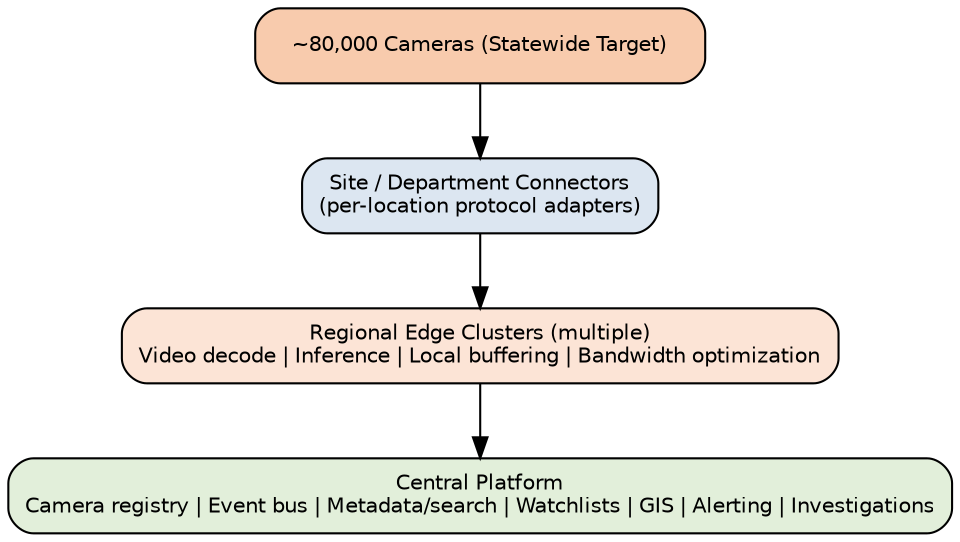 ~80,000 Cameras (Statewide Target)
Site / Department Connectors
(per-location protocol adapters)
Regional Edge Clusters (multiple)
Video decode | Inference | Local buffering | Bandwidth optimization
Central Platform
Camera registry | Event bus | Metadata/search | Watchlists | GIS | Alerting | Investigations